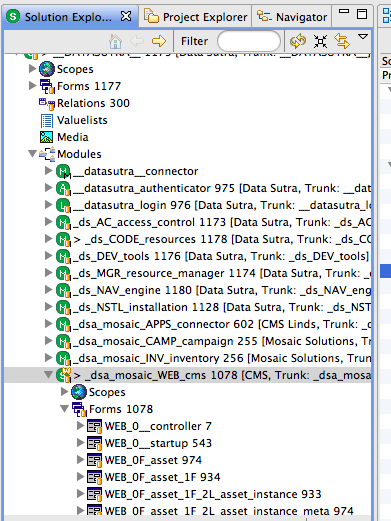 Solution Explo... Project Explorer Navigator
Filter
Scopes
Forms 1177
Relations 300
Valuelists
Media
Modules
__datasutra__connector
__datasutra_authenticator 975 [Data Sutra, Trunk: __dat
__datasutra_login 976 [Data Sutra, Trunk: __datasutra_lo
_ds_AC_access_control 1173 [Data Sutra, Trunk: _ds_AC
> _ds_CODE_resources 1178 [Data Sutra, Trunk: _ds_CO
_ds_DEV_tools 1176 [Data Sutra, Trunk: _ds_DEV_tools]
_ds_MGR_resource_manager 1174 [Data Sutra, Trunk: _ds
_ds_NAV_engine 1180 [Data Sutra, Trunk: _ds_NAV_eng
_ds_NSTL_installation 1128 [Data Sutra, Trunk: _ds_NST
_dsa_mosaic_APPS_connector 602 [CMS Linds, Trunk: _d
_dsa_mosaic_CAMP_campaign 255 [Mosaic Solutions, Tr
_dsa_mosaic_INV_inventory 256 [Mosaic Solutions, Trunk
> _dsa_mosaic_WEB_cms 1078 [CMS, Trunk: _dsa_mosa
Scopes
Forms 1078
WEB_0__controller 7
WEB_0__startup 543
WEB_0F_asset 974
WEB_0F_asset_1F 934
WEB_0F_asset_1F_2L_asset_instance 933
WEB_0F_asset_1F_2L_asset_instance_meta 974